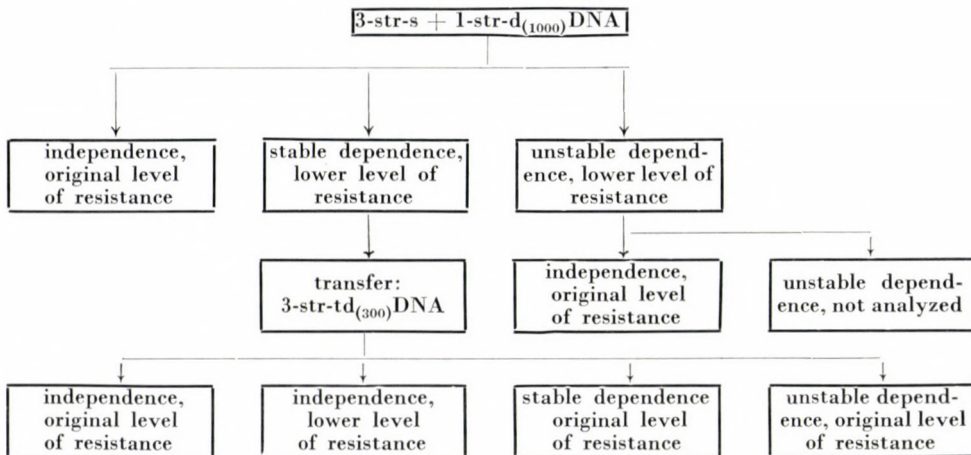 3-str-s + 1-str-d(1000)DNA
independence,
original level
of resistance
stable dependence,
lower level of
resistance
unstable depend-
ence, lower level of
resistance
transfer:
3-str-td(300)DNA
independence,
original level
of resistance
unstable depend-
ence, not analyzed
independence,
original level
of resistance
independence,
lower level
of resistance
stable dependence
original level
of resistance
unstable depend-
ence, original level
of resistance